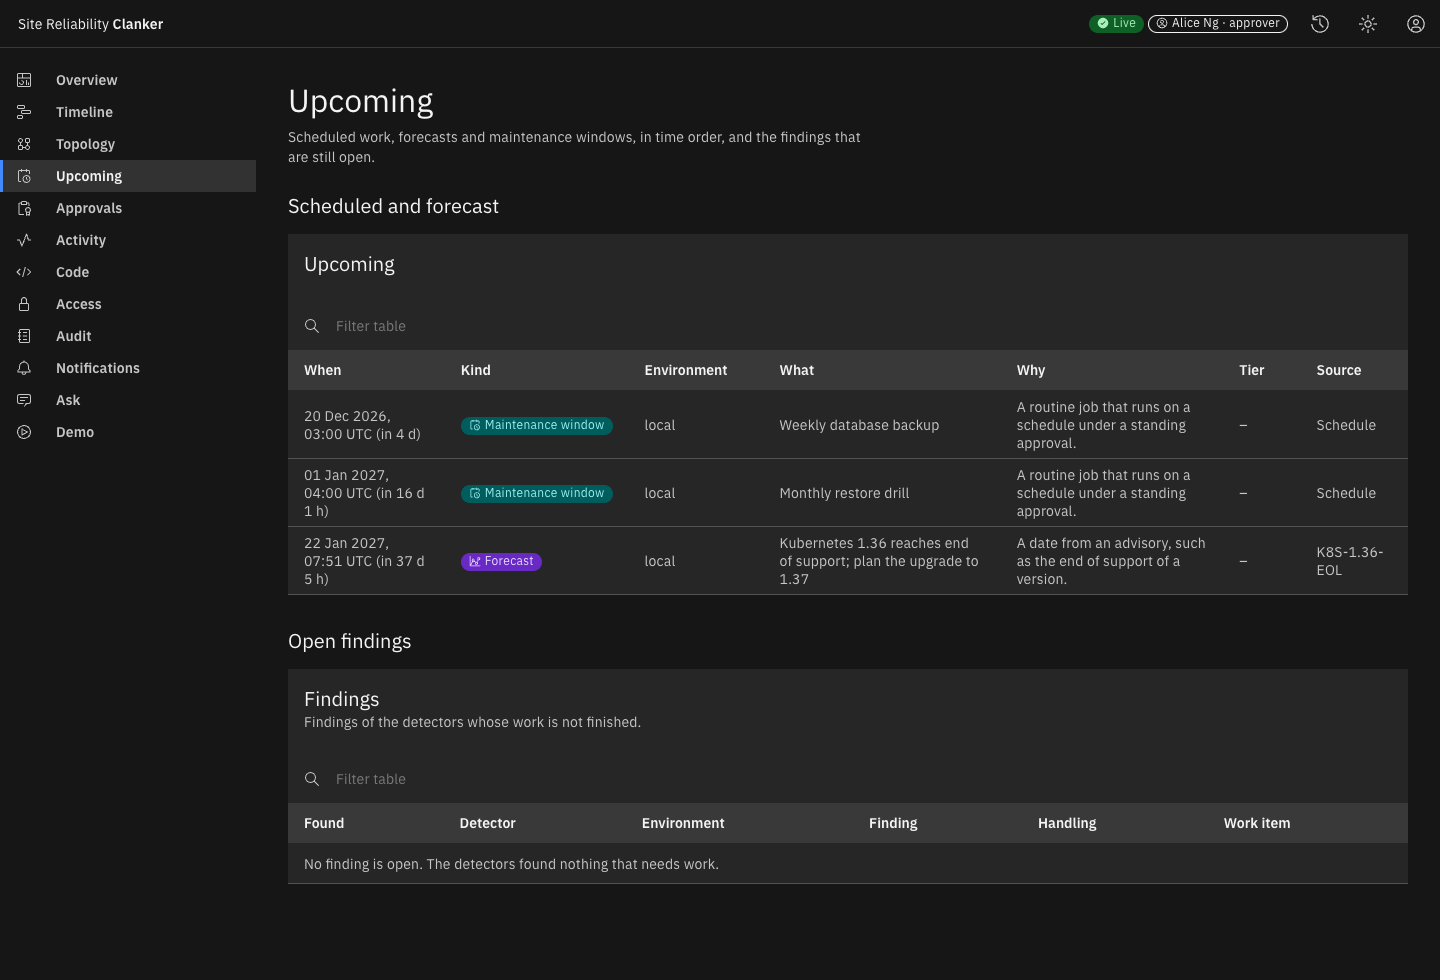 Site Reliability Clanker
Live
Alice Ng · approver
Overview
Timeline
Topology
Upcoming
Approvals
Activity
Code
Access
Audit
Notifications
Ask
Demo
Upcoming
Scheduled work, forecasts and maintenance windows, in time order, and the findings that
are still open.
Scheduled and forecast
Upcoming
Filter table
When Kind Environment What Why Tier Source
20 Dec 2026,
03:00 UTC (in 4 d)
Maintenance window
local
Weekly database backup
A routine job that runs on a
schedule under a standing
approval.
–
Schedule
01 Jan 2027,
04:00 UTC (in 16 d
1 h)
Maintenance window
local
Monthly restore drill
A routine job that runs on a
schedule under a standing
approval.
–
Schedule
22 Jan 2027,
07:51 UTC (in 37 d
5 h)
Forecast
local
Kubernetes 1.36 reaches end
of support; plan the upgrade to
1.37
A date from an advisory, such
as the end of support of a
version.
–
K8S-1.36-
EOL
Open findings
Findings
Findings of the detectors whose work is not finished.
Filter table
Found Detector Environment Finding Handling Work item
No finding is open. The detectors found nothing that needs work.